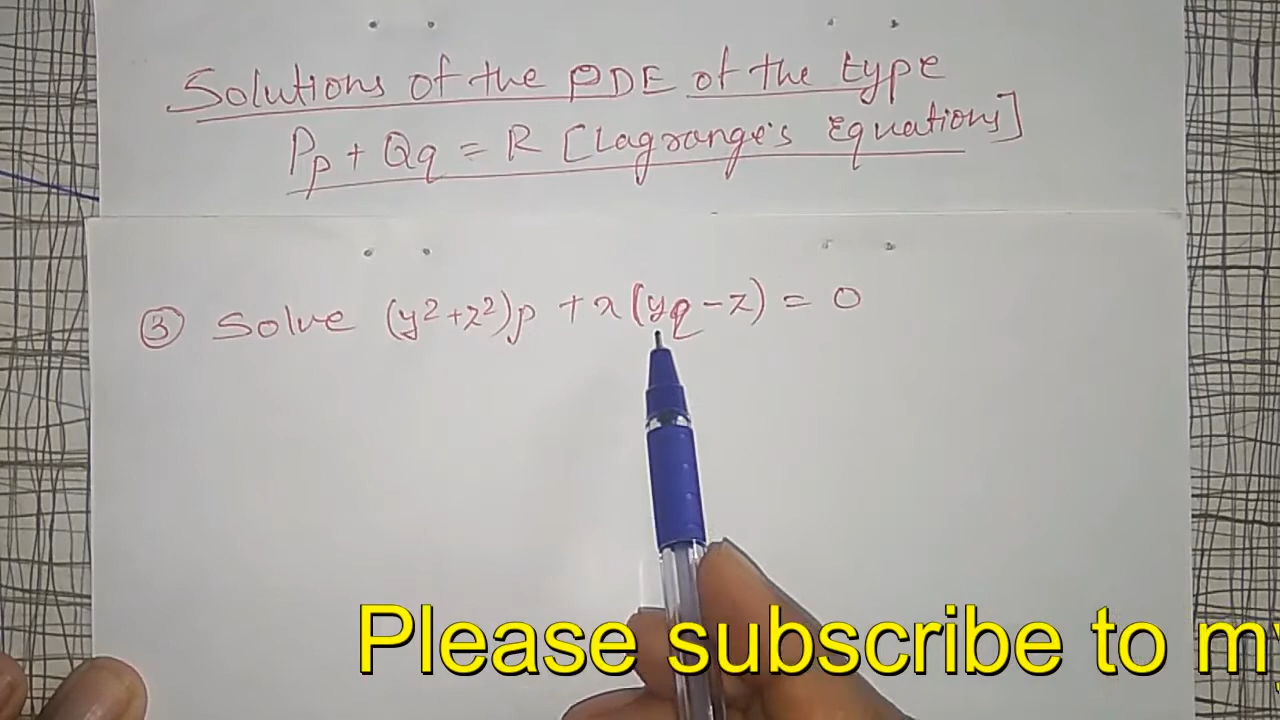 Solutions of the PDE of the type
Pp + Qq = R [Lagrange's Equations]
③ Solve (y²+z²)p + x(yq-z) = 0
Please subscribe to my